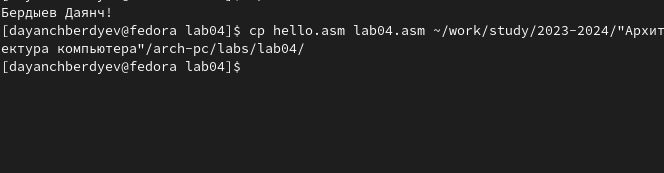 Бердыев Даянч!
[dayanchberdyev@fedora lab04]$ cp hello.asm lab04.asm ~/work/study/2023-2024/"Архит
ектура компьютера"/arch-pc/labs/lab04/
[dayanchberdyev@fedora lab04]$